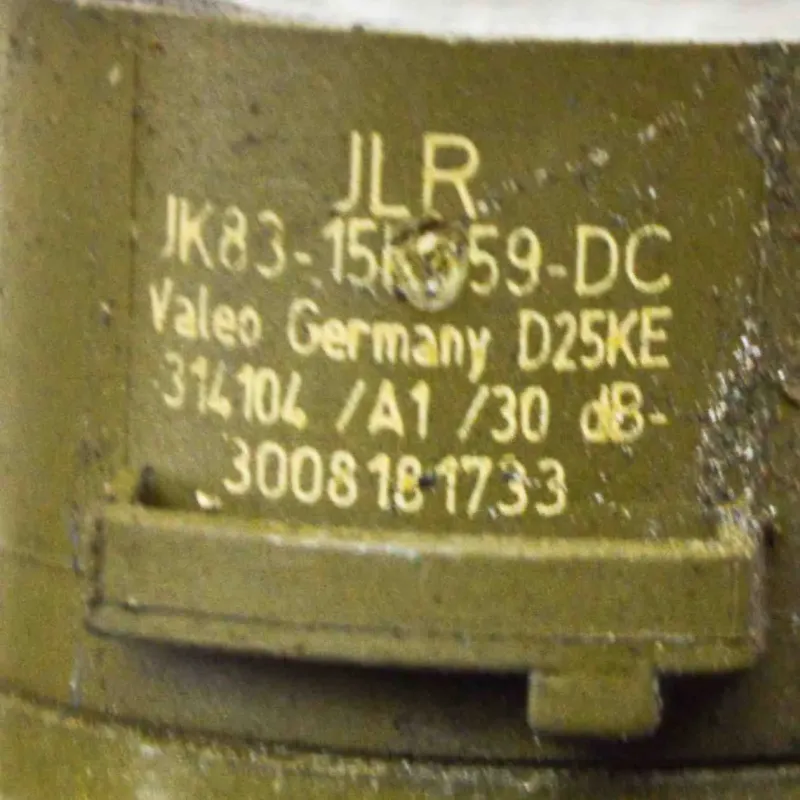 JLR
Valeo Germany D25KE
314104 /A1 /30 dB-
3008181733